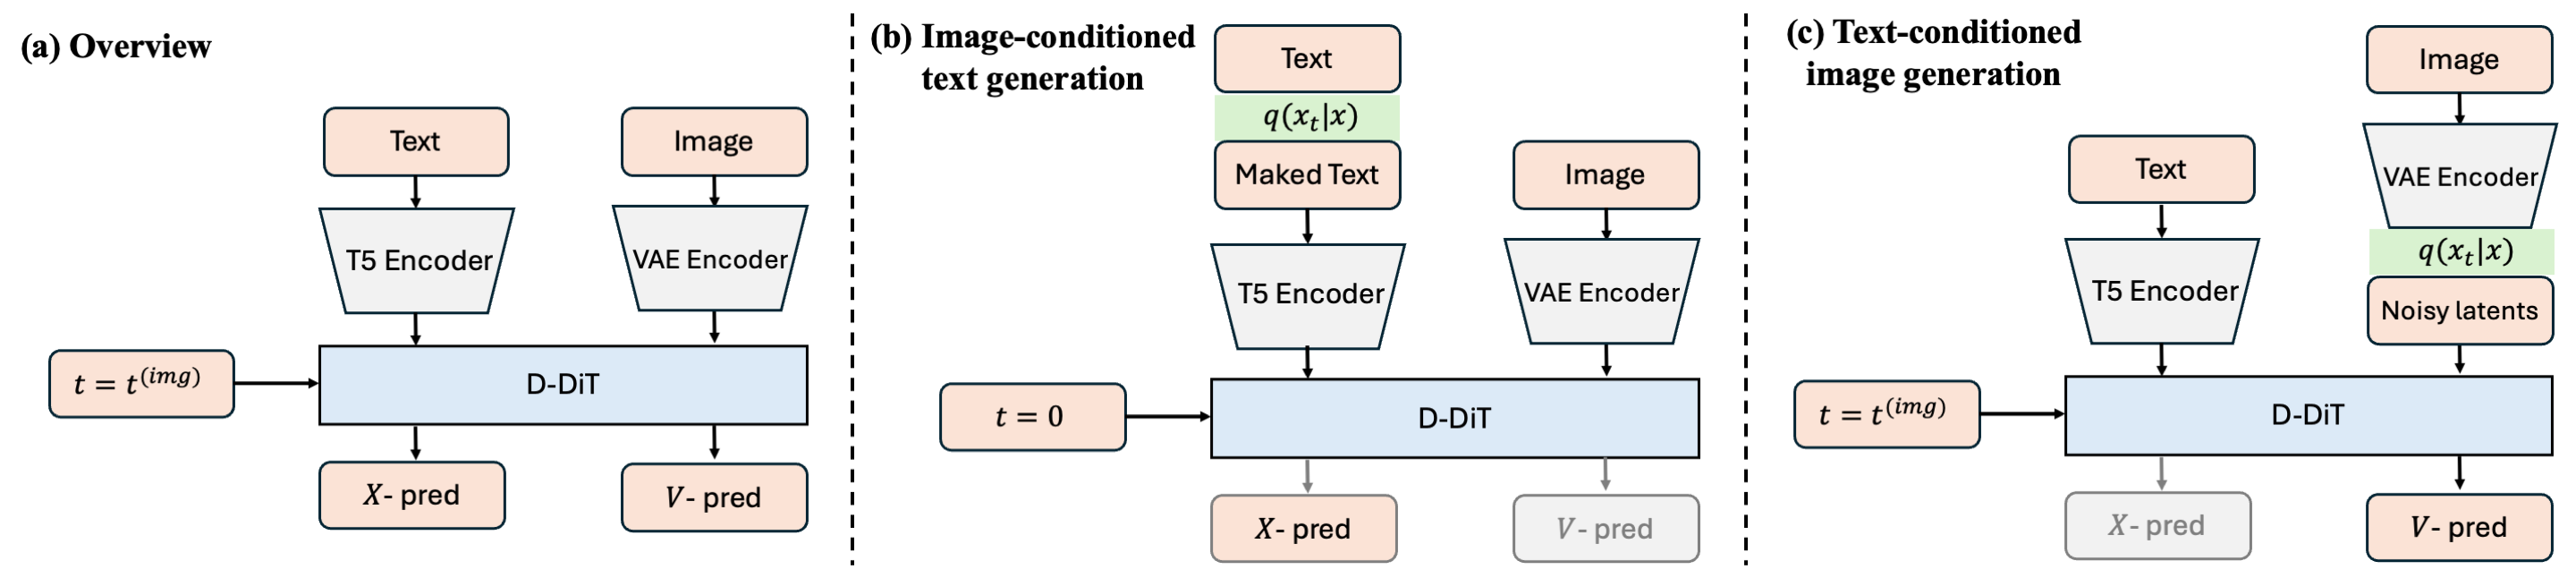 (a) Overview
Text
Image
T5 Encoder
VAE Encoder
t = t^(img)
D-DiT
X- pred
V- pred
(b) Image-conditioned
text generation
Text
q(x_t|x)
Maked Text
Image
T5 Encoder
VAE Encoder
t = 0
D-DiT
X- pred
V- pred
(c) Text-conditioned
image generation
Image
VAE Encoder
Text
q(x_t|x)
T5 Encoder
Noisy latents
t = t^(img)
D-DiT
X- pred
V- pred